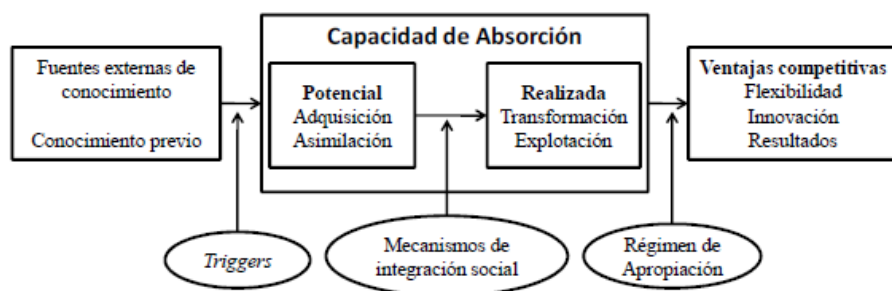 Capacidad de Absorción
Fuentes externas de
conocimiento
Conocimiento previo
Potencial
Adquisición
Asimilación
Realizada
Transformación
Explotación
Ventajas competitivas
Flexibilidad
Innovación
Resultados
Triggers
Mecanismos de
integración social
Régimen de
Apropiación